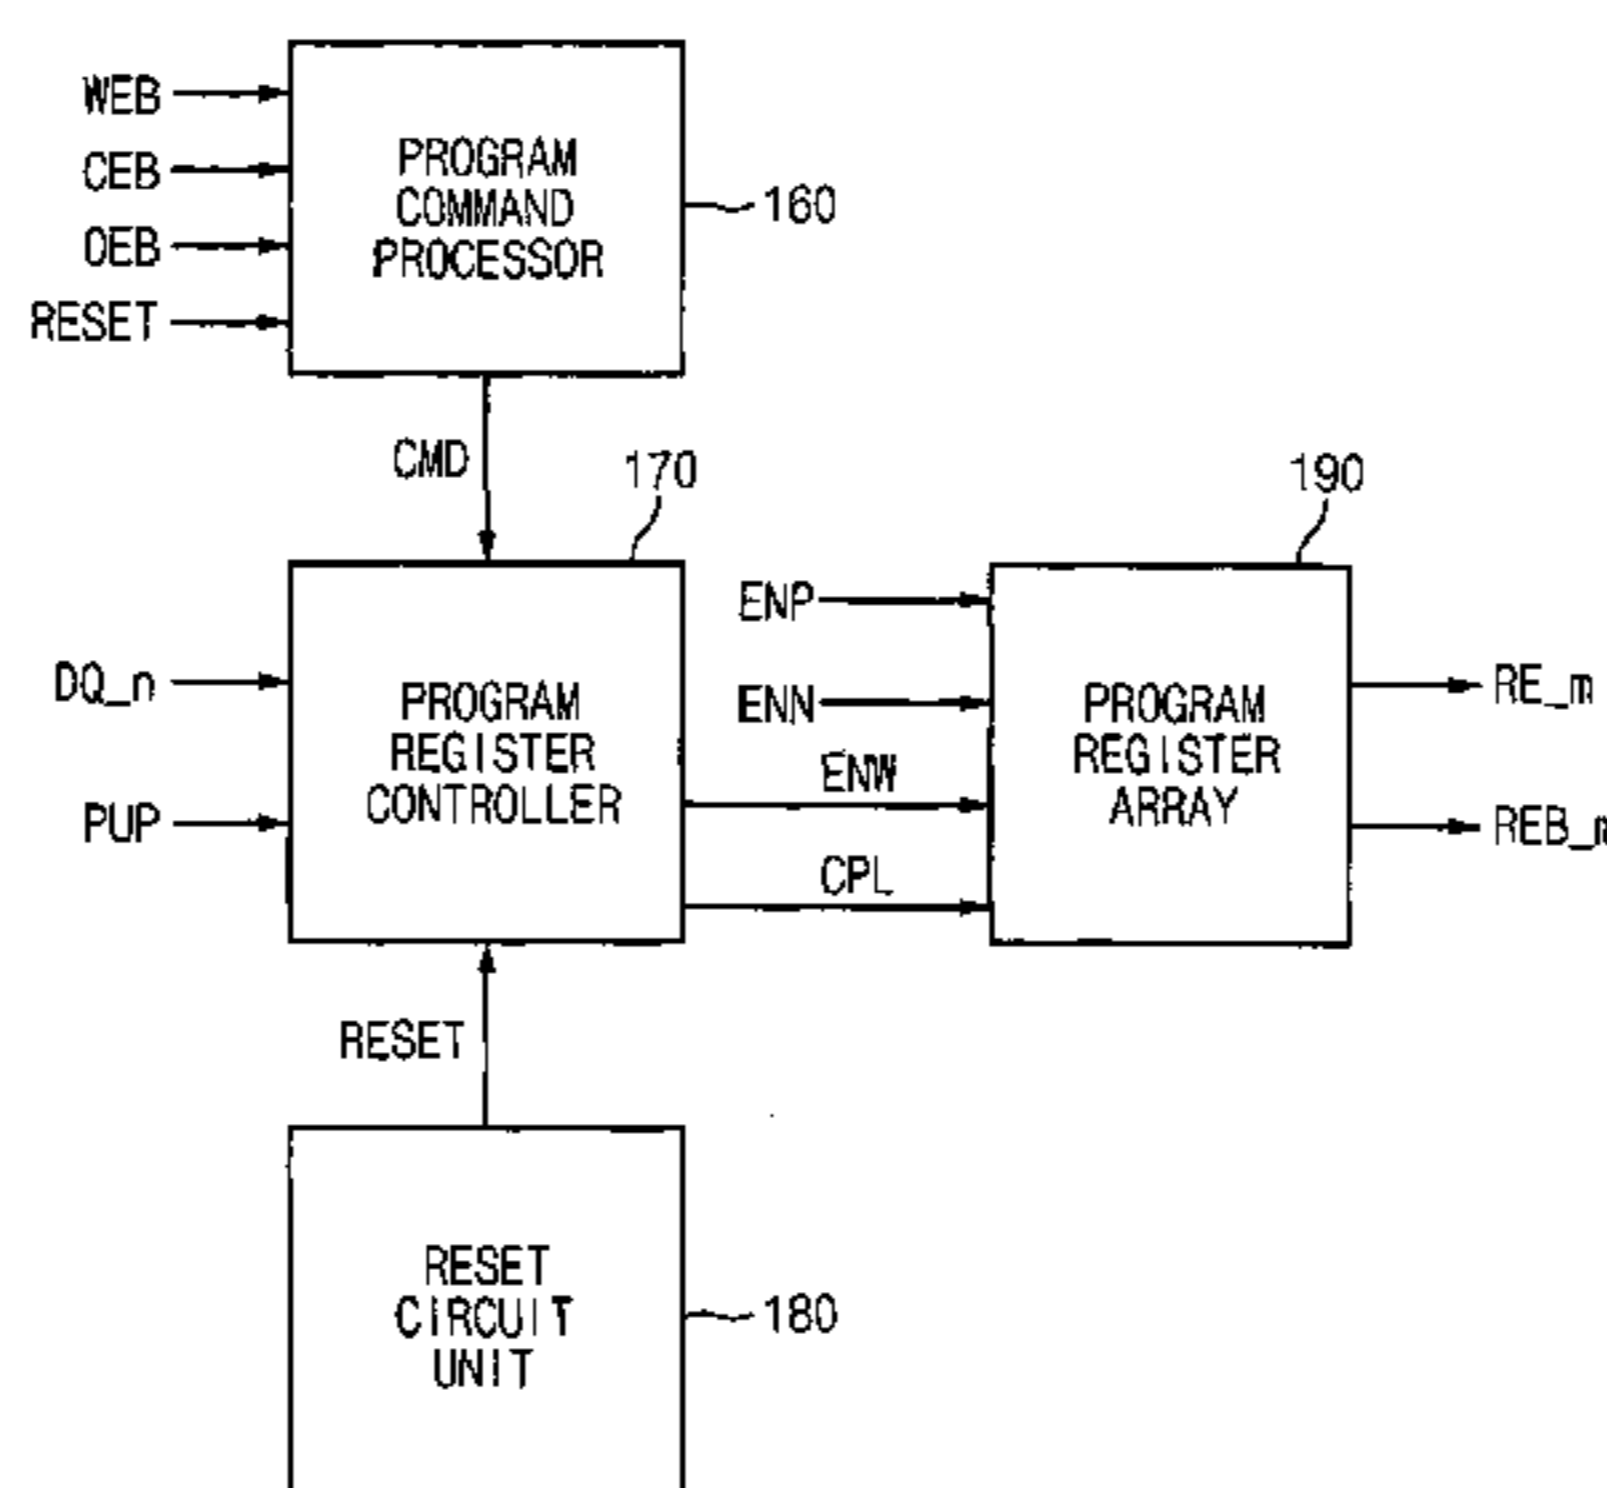 WEB
CEB
OEB
RESET
PROGRAM
COMMAND
PROCESSOR
160
CMD
170
190
DQ_n
PUP
PROGRAM
REGISTER
CONTROLLER
ENP
ENN
ENW
CPL
PROGRAM
REGISTER
ARRAY
RE_m
RESET
RESET
CIRCUIT
UNIT
180